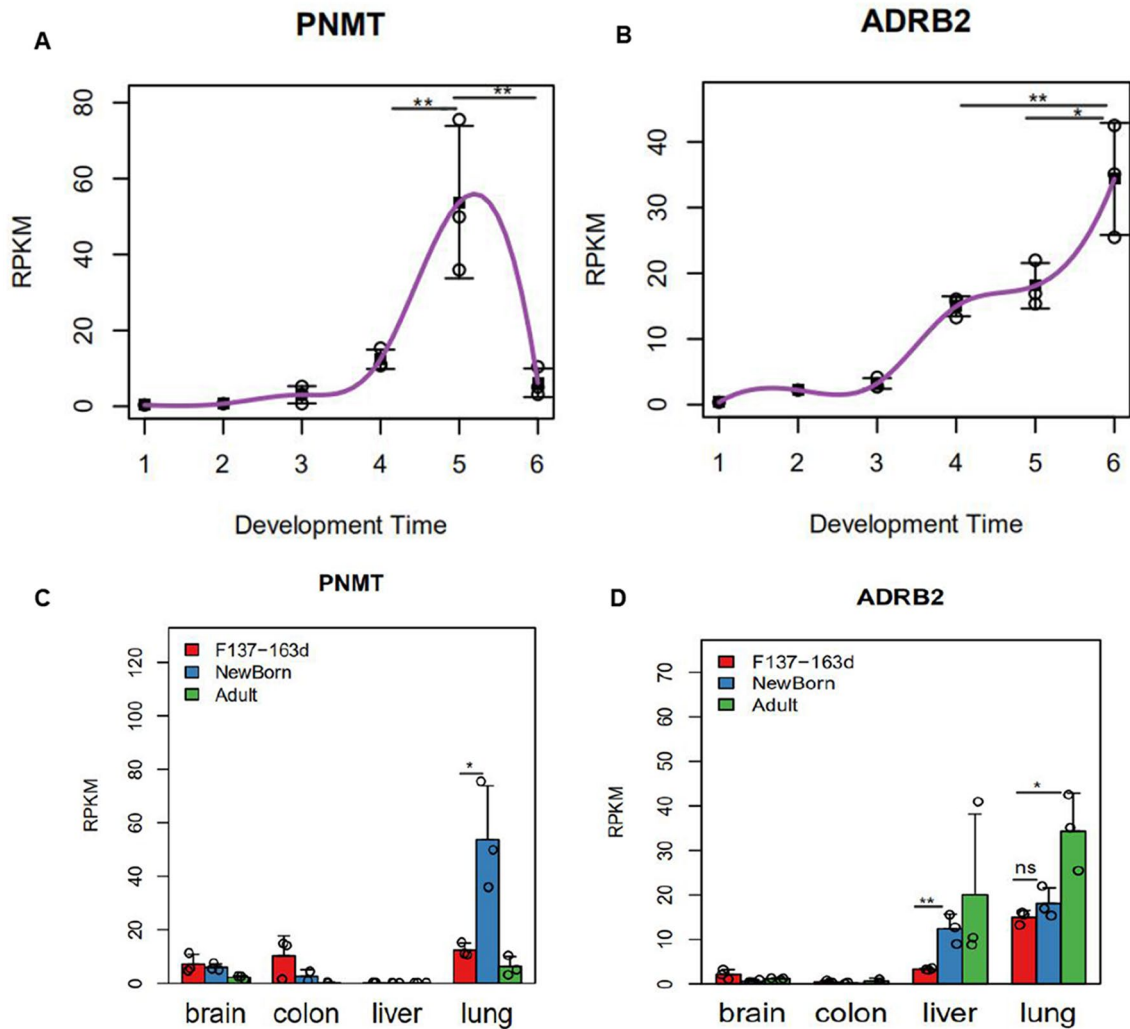 A
PNMT
RPKM
80
60
40
20
0
**
**
1 2 3 4 5 6
Development Time
B
ADRB2
RPKM
40
30
20
10
0
**
*
1 2 3 4 5 6
Development Time
C
PNMT
RPKM
120
100
80
60
40
20
0
F137−163d
NewBorn
Adult
*
brain colon liver lung
D
ADRB2
RPKM
70
60
50
40
30
20
10
0
F137−163d
NewBorn
Adult
**
ns
*
brain colon liver lung